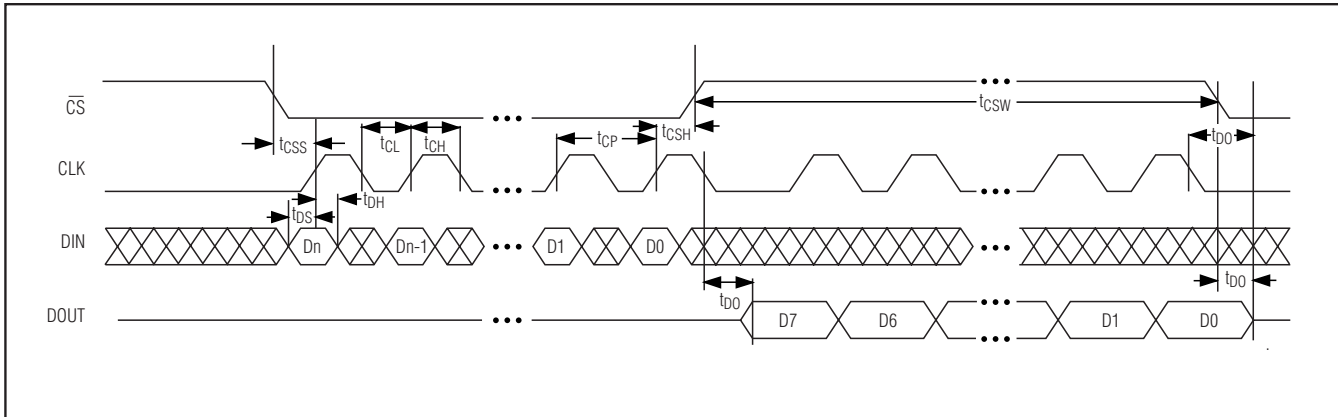 CS
tCSW
tCSS
tCL
tCH
tCP
tCSH
tDO
CLK
tDS
tDH
DIN
Dn
Dn-1
D1
D0
tDO
tDO
DOUT
D7
D6
D1
D0